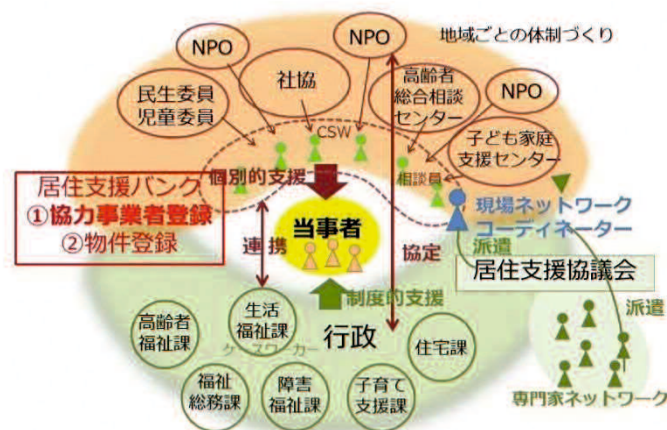 地域ごとの体制づくり
NPO
NPO
NPO
社協
民生委員
児童委員
高齢者
総合相談
センター
子ども家庭
支援センター
CSW
相談員
個別的支援
居住支援バンク
①協力事業者登録
②物件登録
当事者
連携
協定
現場ネットワーク
コーディネーター
派遣
居住支援協議会
派遣
制度的支援
行政
高齢者
福祉課
生活
福祉課
ケースワーカー
住宅課
福祉
総務課
障害
福祉課
子育て
支援課
専門家ネットワーク